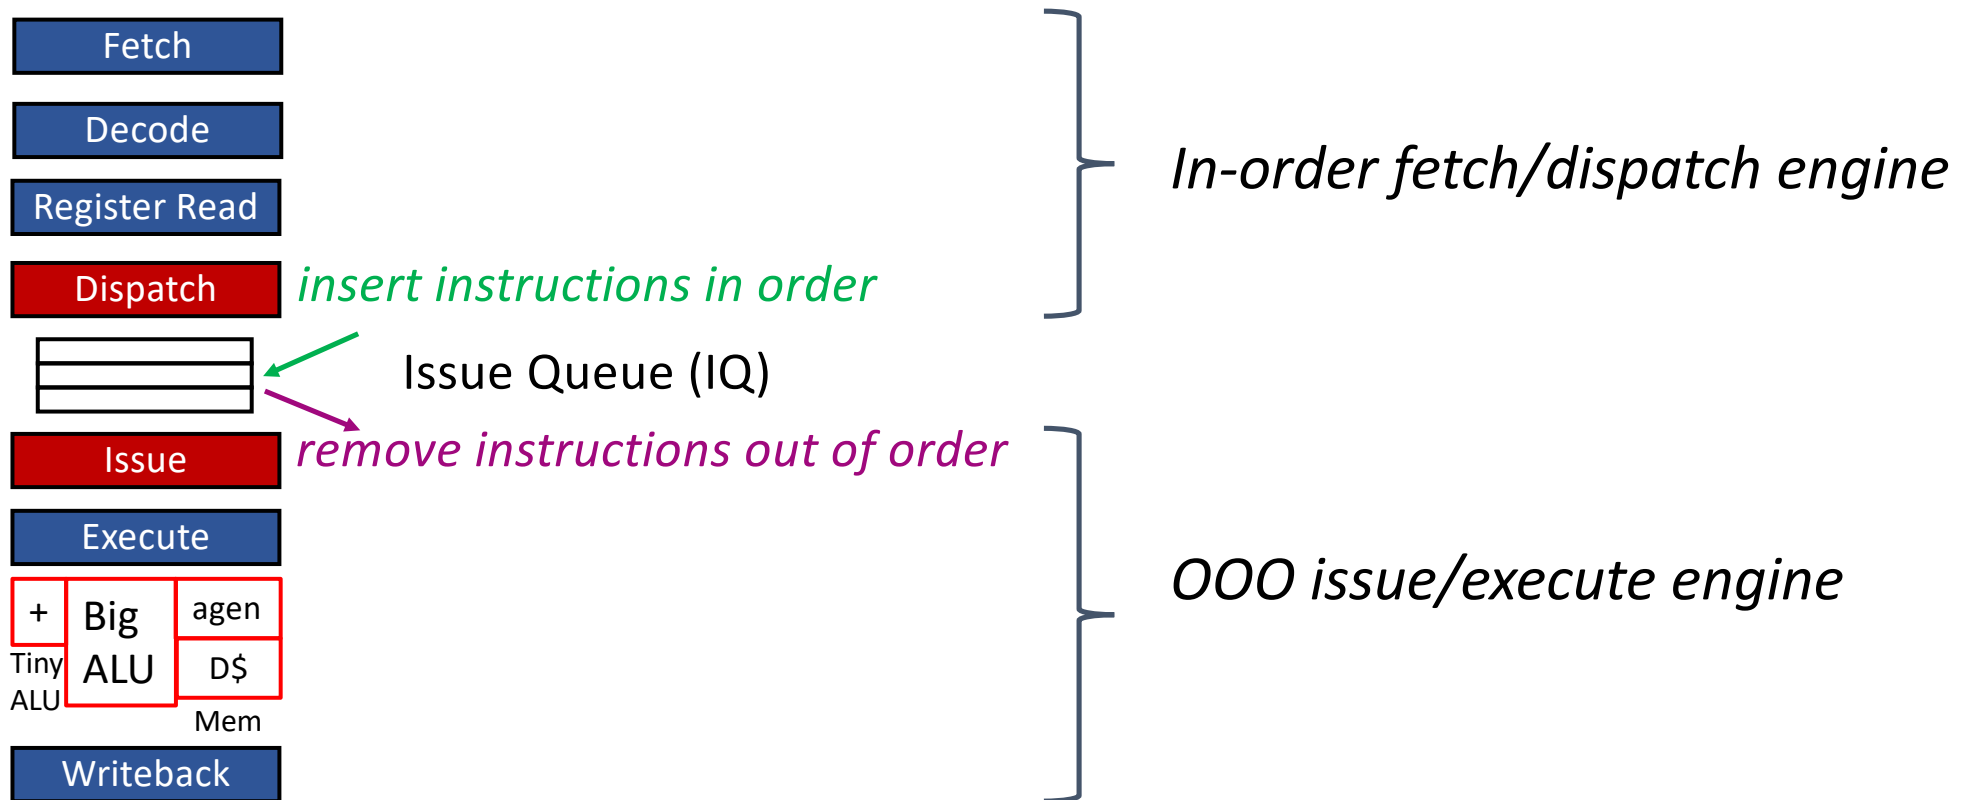 Fetch
Decode
Register Read
In-order fetch/dispatch engine
Dispatch
insert instructions in order
Issue Queue (IQ)
Issue
remove instructions out of order
Execute
OOO issue/execute engine
+
Big
ALU
agen
D$
Tiny
ALU
Mem
Writeback